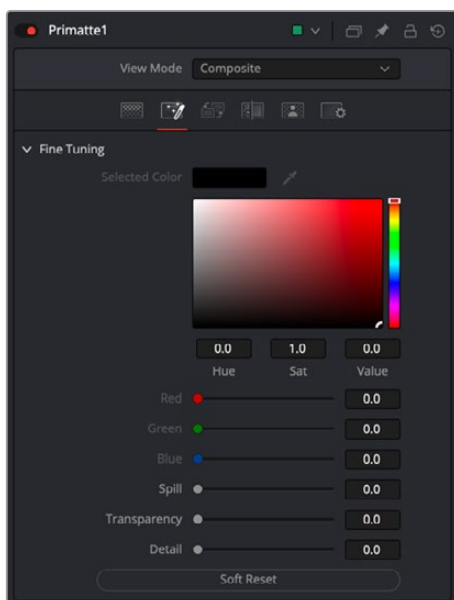 Primatte1
View Mode Composite
Fine Tuning
Selected Color
0.0 1.0 0.0
Hue Sat Value
Red 0.0
Green 0.0
Blue 0.0
Spill 0.0
Transparency 0.0
Detail 0.0
Soft Reset